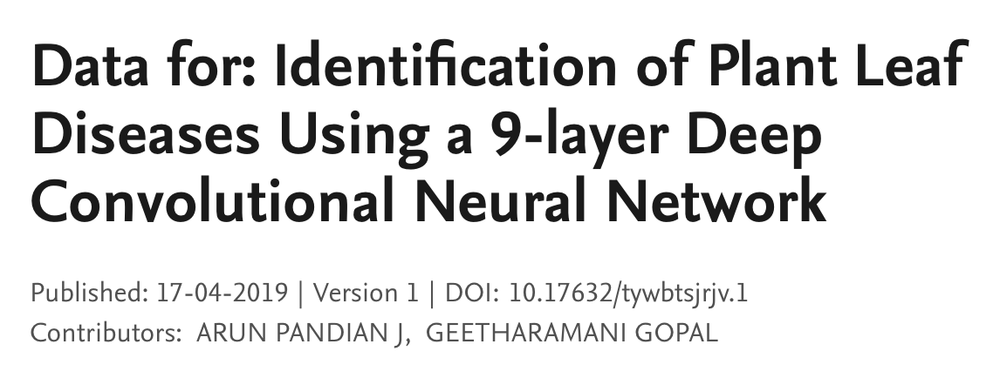 Data for: Identification of Plant Leaf
Diseases Using a 9-layer Deep
Convolutional Neural Network
Published: 17-04-2019 | Version 1 | DOI: 10.17632/tywbtsjrjv.1
Contributors: ARUN PANDIAN J, GEETHARAMANI GOPAL